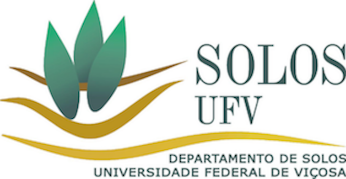 SOLOS
UFV
DEPARTAMENTO DE SOLOS
UNIVERSIDADE FEDERAL DE VIÇOSA